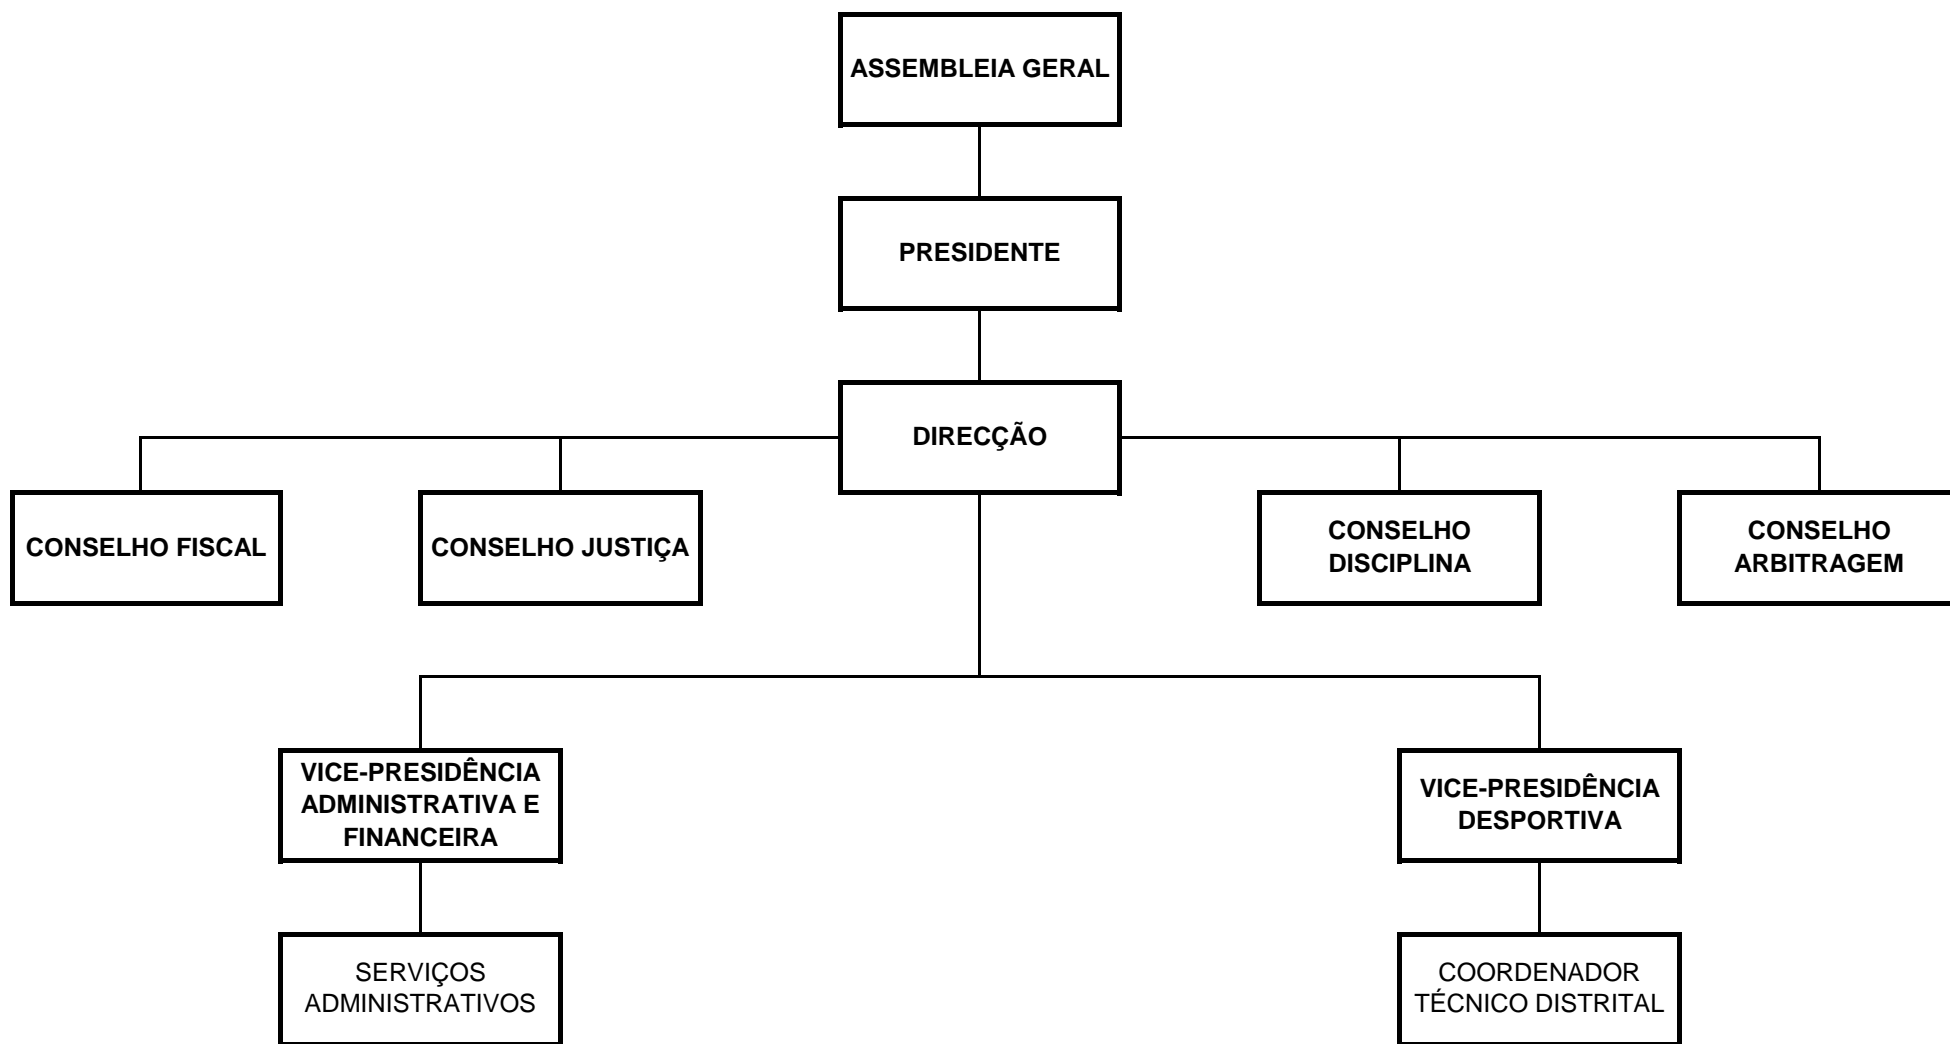 ASSEMBLEIA GERAL
PRESIDENTE
DIRECÇÃO
CONSELHO FISCAL
CONSELHO JUSTIÇA
CONSELHO
DISCIPLINA
CONSELHO
ARBITRAGEM
VICE-PRESIDÊNCIA
ADMINISTRATIVA E
FINANCEIRA
VICE-PRESIDÊNCIA
DESPORTIVA
SERVIÇOS
ADMINISTRATIVOS
COORDENADOR
TÉCNICO DISTRITAL